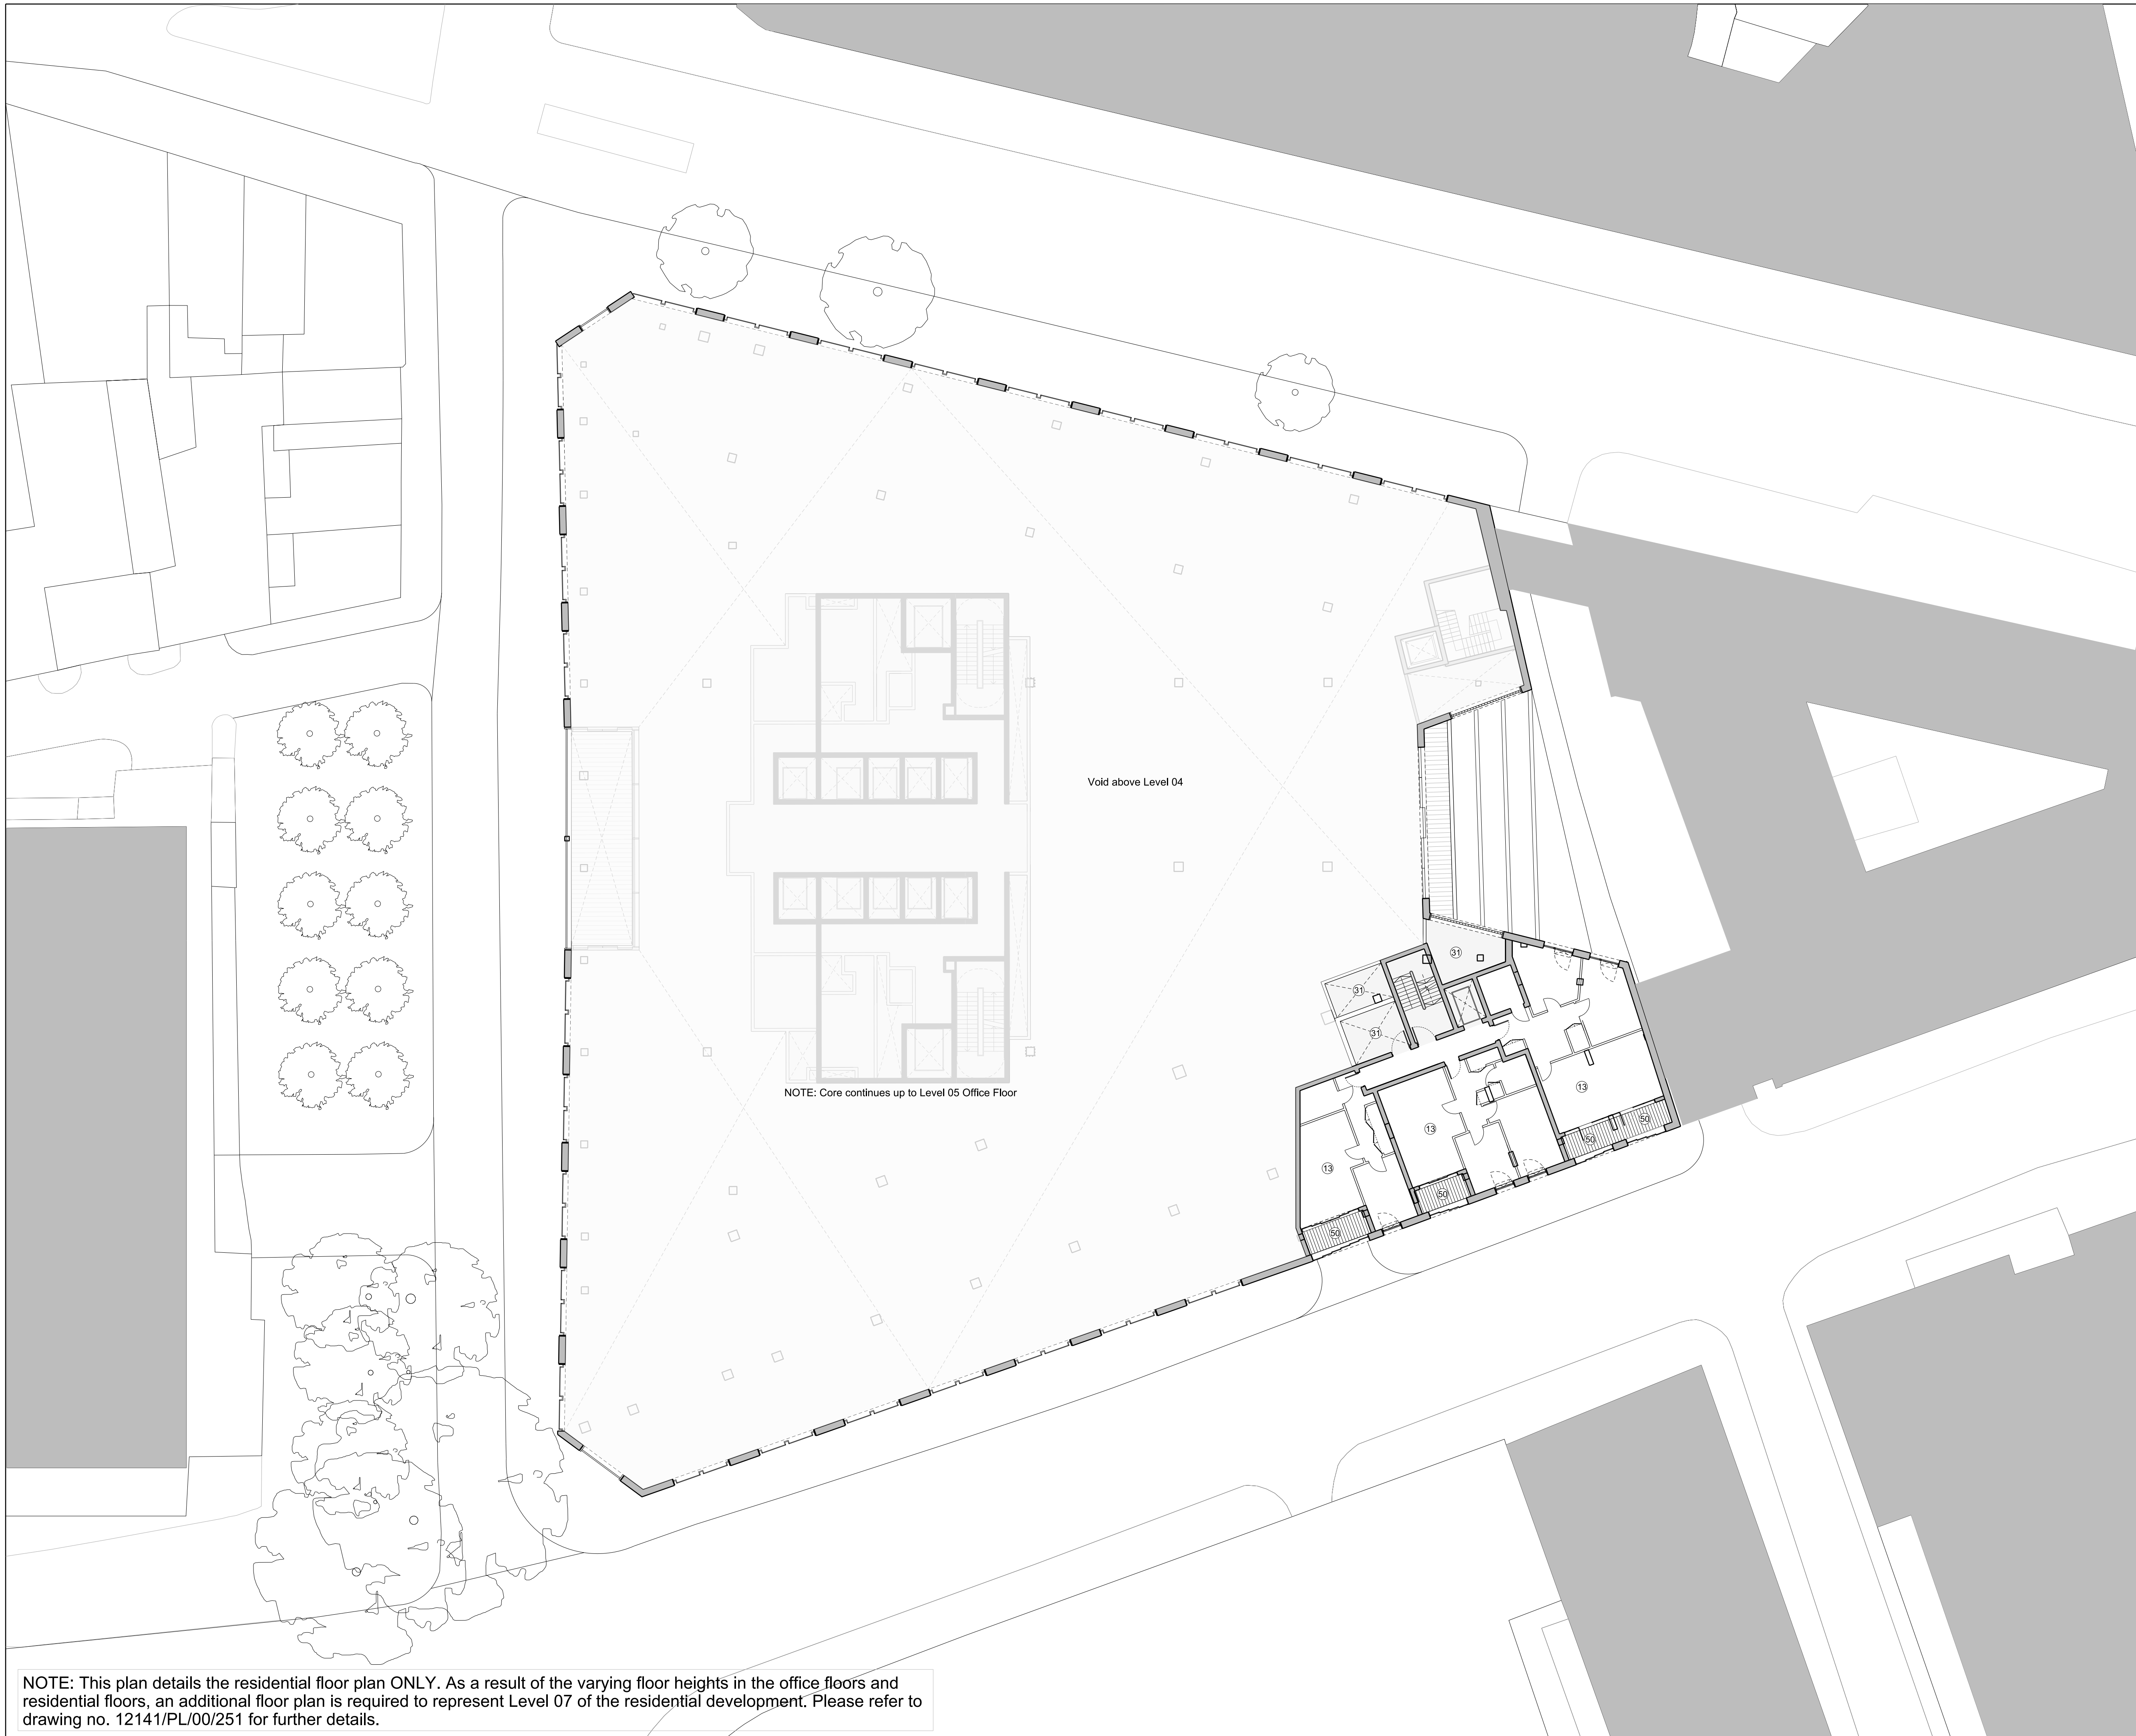 Void above Level 04
31
31
31
NOTE: Core continues up to Level 05 Office Floor
13
13
50
50
13
50
50
NOTE: This plan details the residential floor plan ONLY. As a result of the varying floor heights in the office floors and
residential floors, an additional floor plan is required to represent Level 07 of the residential development. Please refer to
drawing no. 12141/PL/00/251 for further details.